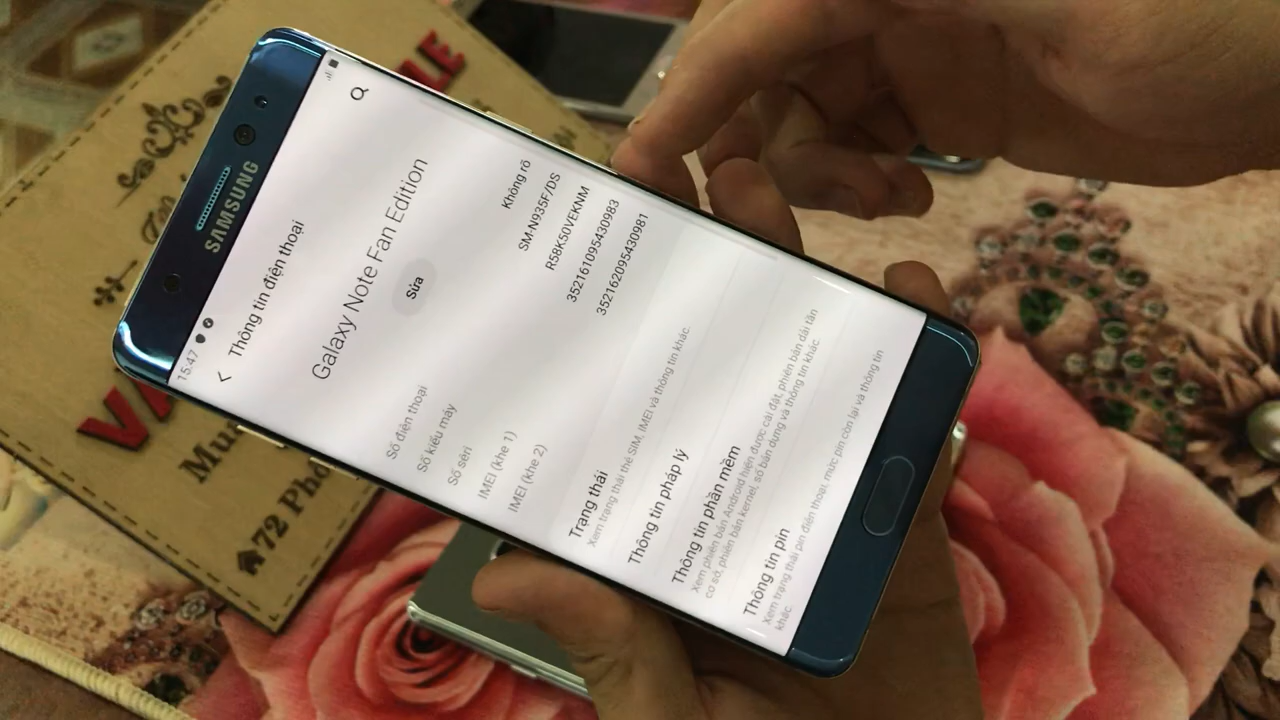 SAMSUNG
15:47
Thông tin điện thoại
Galaxy Note Fan Edition
Sửa
Số điện thoại Không rõ
Số kiểu máy SM-N935F/DS
Số sêri R58K50VEKNM
IMEI (khe 1) 352161095430983
IMEI (khe 2) 352162095430981
Trạng thái
Xem trạng thái thẻ SIM, IMEI và thông tin khác.
Thông tin pháp lý
Thông tin phần mềm
Xem phiên bản Android hiện được cài đặt, phiên bản dải tần
cơ sở, phiên bản kernel, số bản dựng và thông tin khác
Thông tin pin
Xem trạng thái pin điện thoại, mức pin còn lại và thông tin
khác.
72